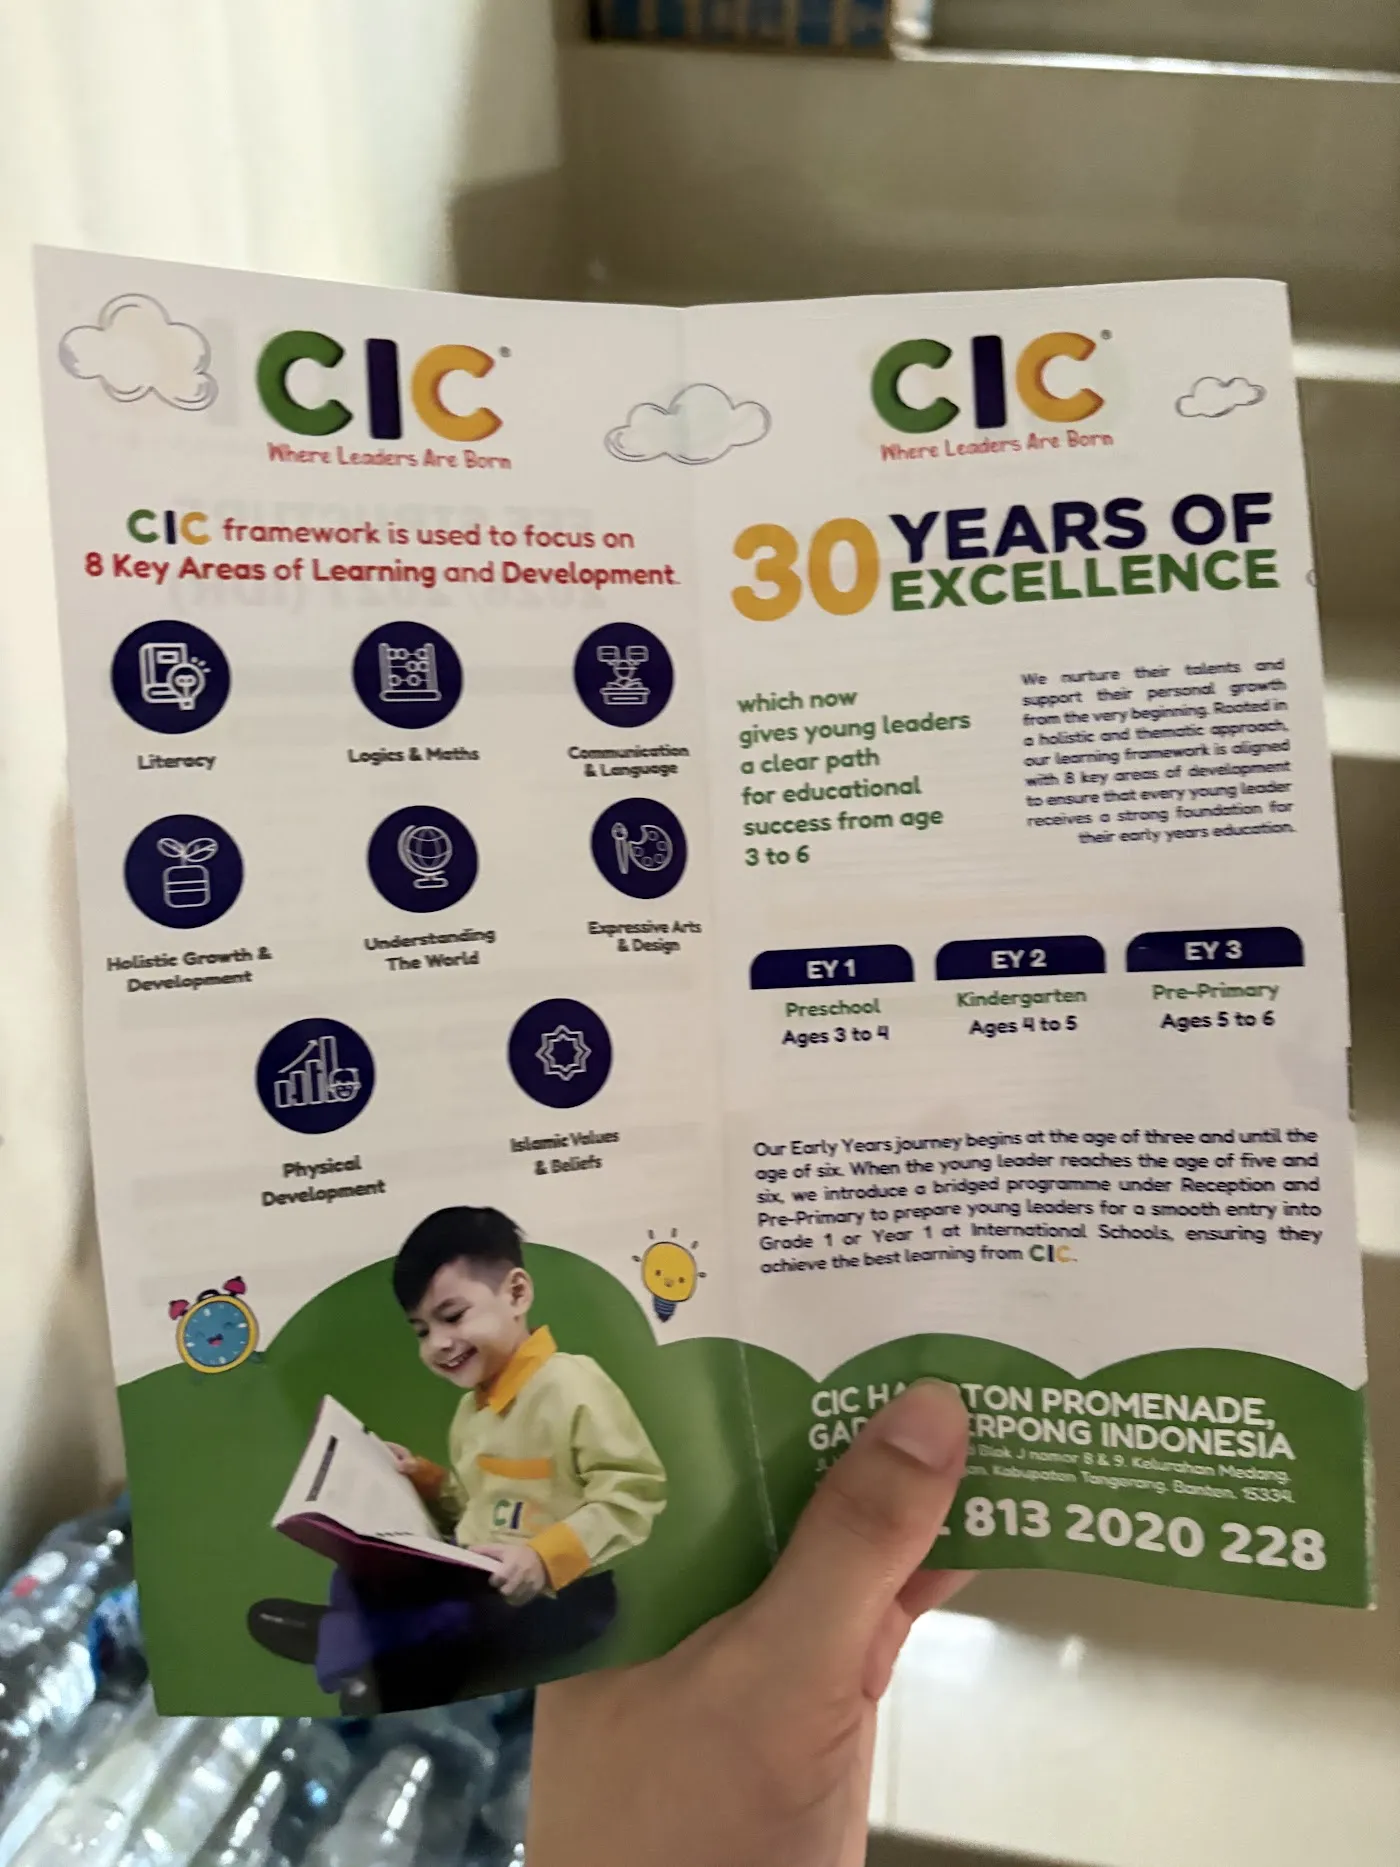 CIC
Where Leaders Are Born
CIC framework is used to focus on
8 Key Areas of Learning and Development.
Literacy
Logics & Maths
Communication
& Language
Holistic Growth &
Development
Understanding
The World
Expressive Arts
& Design
Physical
Development
Islamic Values
& Beliefs
CIC
Where Leaders Are Born
30 YEARS OF
EXCELLENCE
which now
gives young leaders
a clear path
for educational
success from age
3 to 6
We nurture their talents and
support their personal growth
from the very beginning. Rooted in
a holistic and thematic approach,
our learning framework is aligned
with 8 key areas of development
to ensure that every young leader
receives a strong foundation for
their early years education.
EY 1
Preschool
Ages 3 to 4
EY 2
Kindergarten
Ages 4 to 5
EY 3
Pre-Primary
Ages 5 to 6
Our Early Years journey begins at the age of three and until the
age of six. When the young leader reaches the age of five and
six, we introduce a bridged programme under Reception and
Pre-Primary to prepare young leaders for a smooth entry into
Grade 1 or Year 1 at International Schools, ensuring they
achieve the best learning from CIC.
CIC PROMENADE,
INDONESIA
Blok J nomor 8 & 9. Kelurahan Medang.
Kabupaten Tangerang. Banten. 15334.
813 2020 228